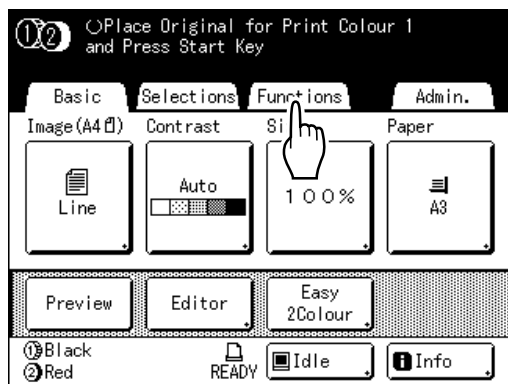 ①② Place Original for Print Colour 1
and Press Start Key
Basic Selections Functions Admin.
Image(A4) Contrast Si Paper
Line Auto 100% A3
Preview Editor Easy
2Colour
①Black
②Red READY Idle Info